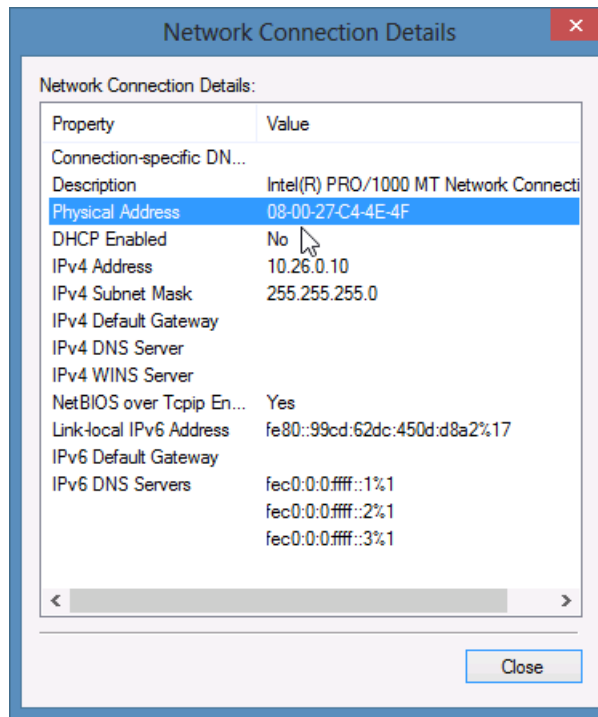 Network Connection Details
Network Connection Details:
Property Value
Connection-specific DN...
Description Intel(R) PRO/1000 MT Network Connecti
Physical Address 08-00-27-C4-4E-4F
DHCP Enabled No
IPv4 Address 10.26.0.10
IPv4 Subnet Mask 255.255.255.0
IPv4 Default Gateway
IPv4 DNS Server
IPv4 WINS Server
NetBIOS over Tcpip En... Yes
Link-local IPv6 Address fe80::99cd:62dc:450d:d8a2%17
IPv6 Default Gateway
IPv6 DNS Servers fec0:0:0:ffff::1%1
fec0:0:0:ffff::2%1
fec0:0:0:ffff::3%1
Close